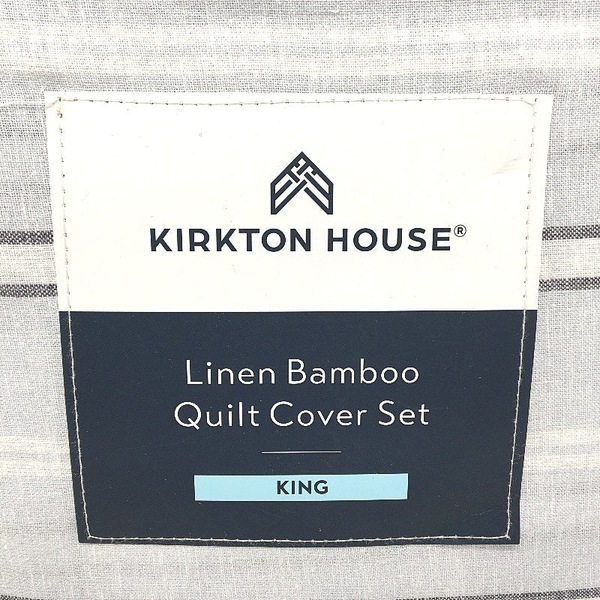 KIRKTON HOUSE®
Linen Bamboo
Quilt Cover Set
KING